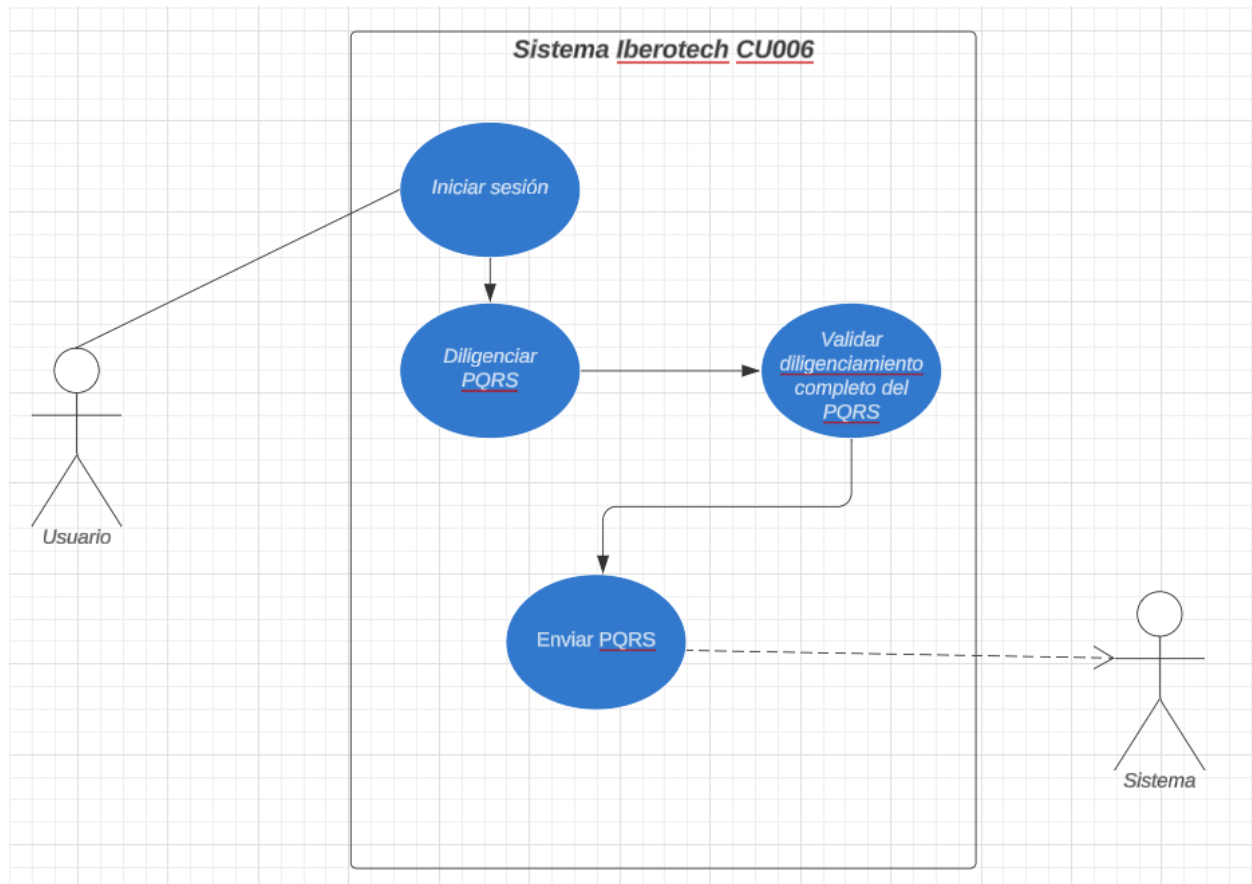 Sistema Iberotech CU006
Iniciar sesión
Diligenciar
PQRS
Validar
diligenciamiento
completo del
PQRS
Usuario
Enviar PQRS
Sistema